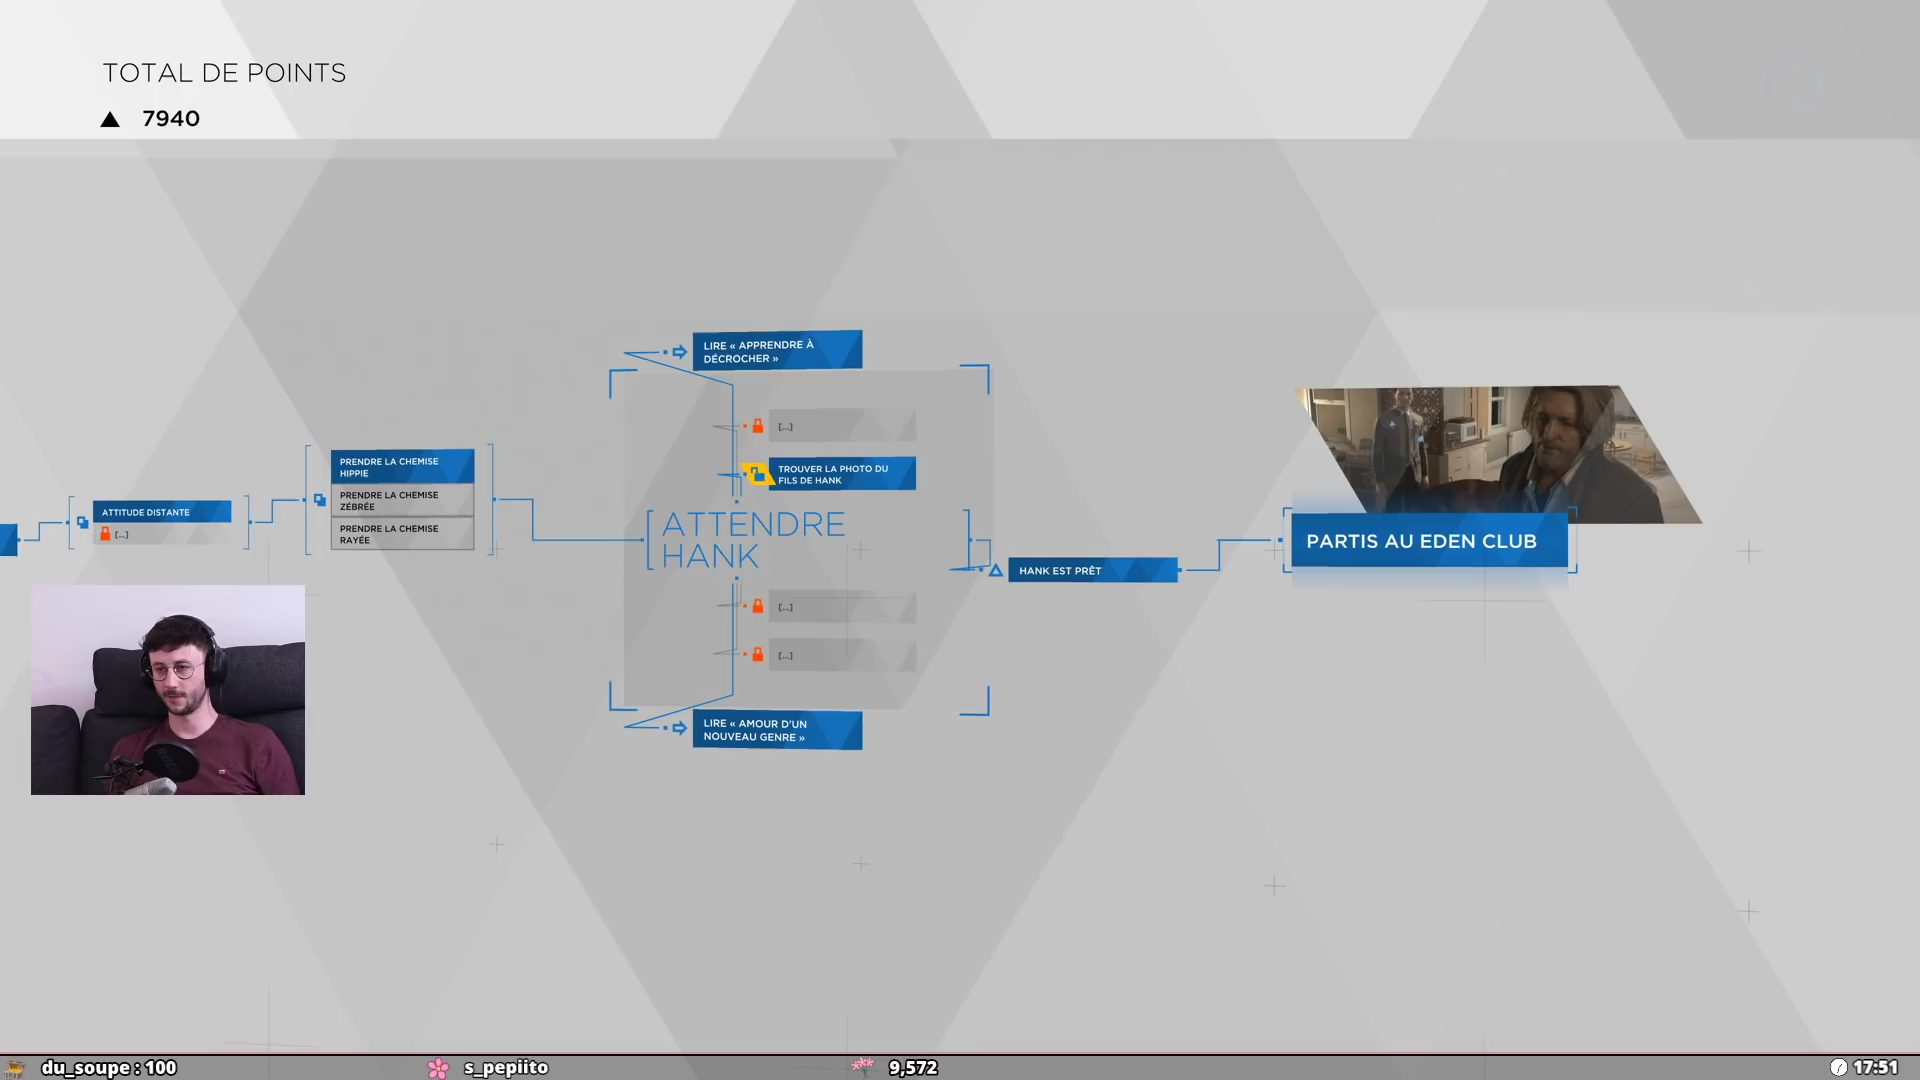 TOTAL DE POINTS
▲ 7940
LIRE « APPRENDRE À
DÉCROCHER »
[...]
TROUVER LA PHOTO DU
FILS DE HANK
PRENDRE LA CHEMISE
HIPPIE
PRENDRE LA CHEMISE
ZÉBRÉE
PRENDRE LA CHEMISE
RAYÉE
ATTITUDE DISTANTE
[...]
ATTENDRE
HANK
HANK EST PRÊT
PARTIS AU EDEN CLUB
[...]
[...]
LIRE « AMOUR D'UN
NOUVEAU GENRE »
du_soupe : 100
s_pepiito
9,572
17:51